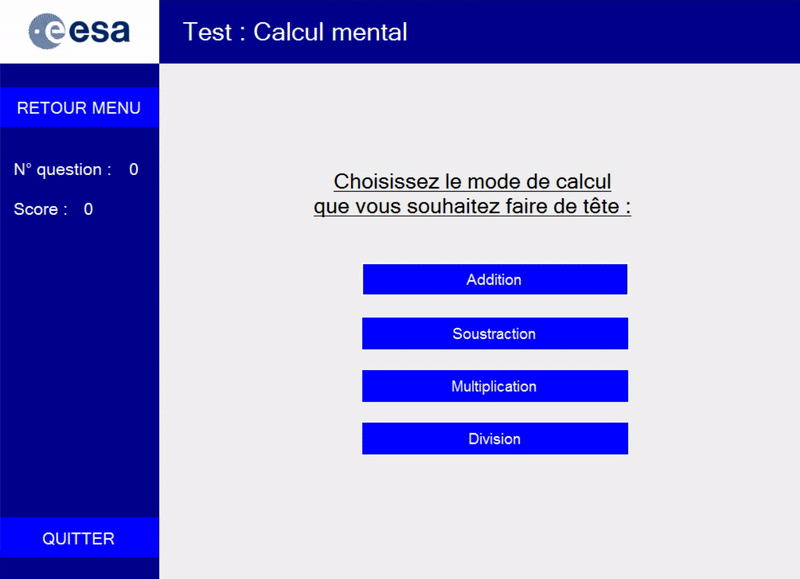 eesa
Test : Calcul mental
RETOUR MENU
N° question : 0
Score : 0
Choisissez le mode de calcul
que vous souhaitez faire de tête :
Addition
Soustraction
Multiplication
Division
QUITTER